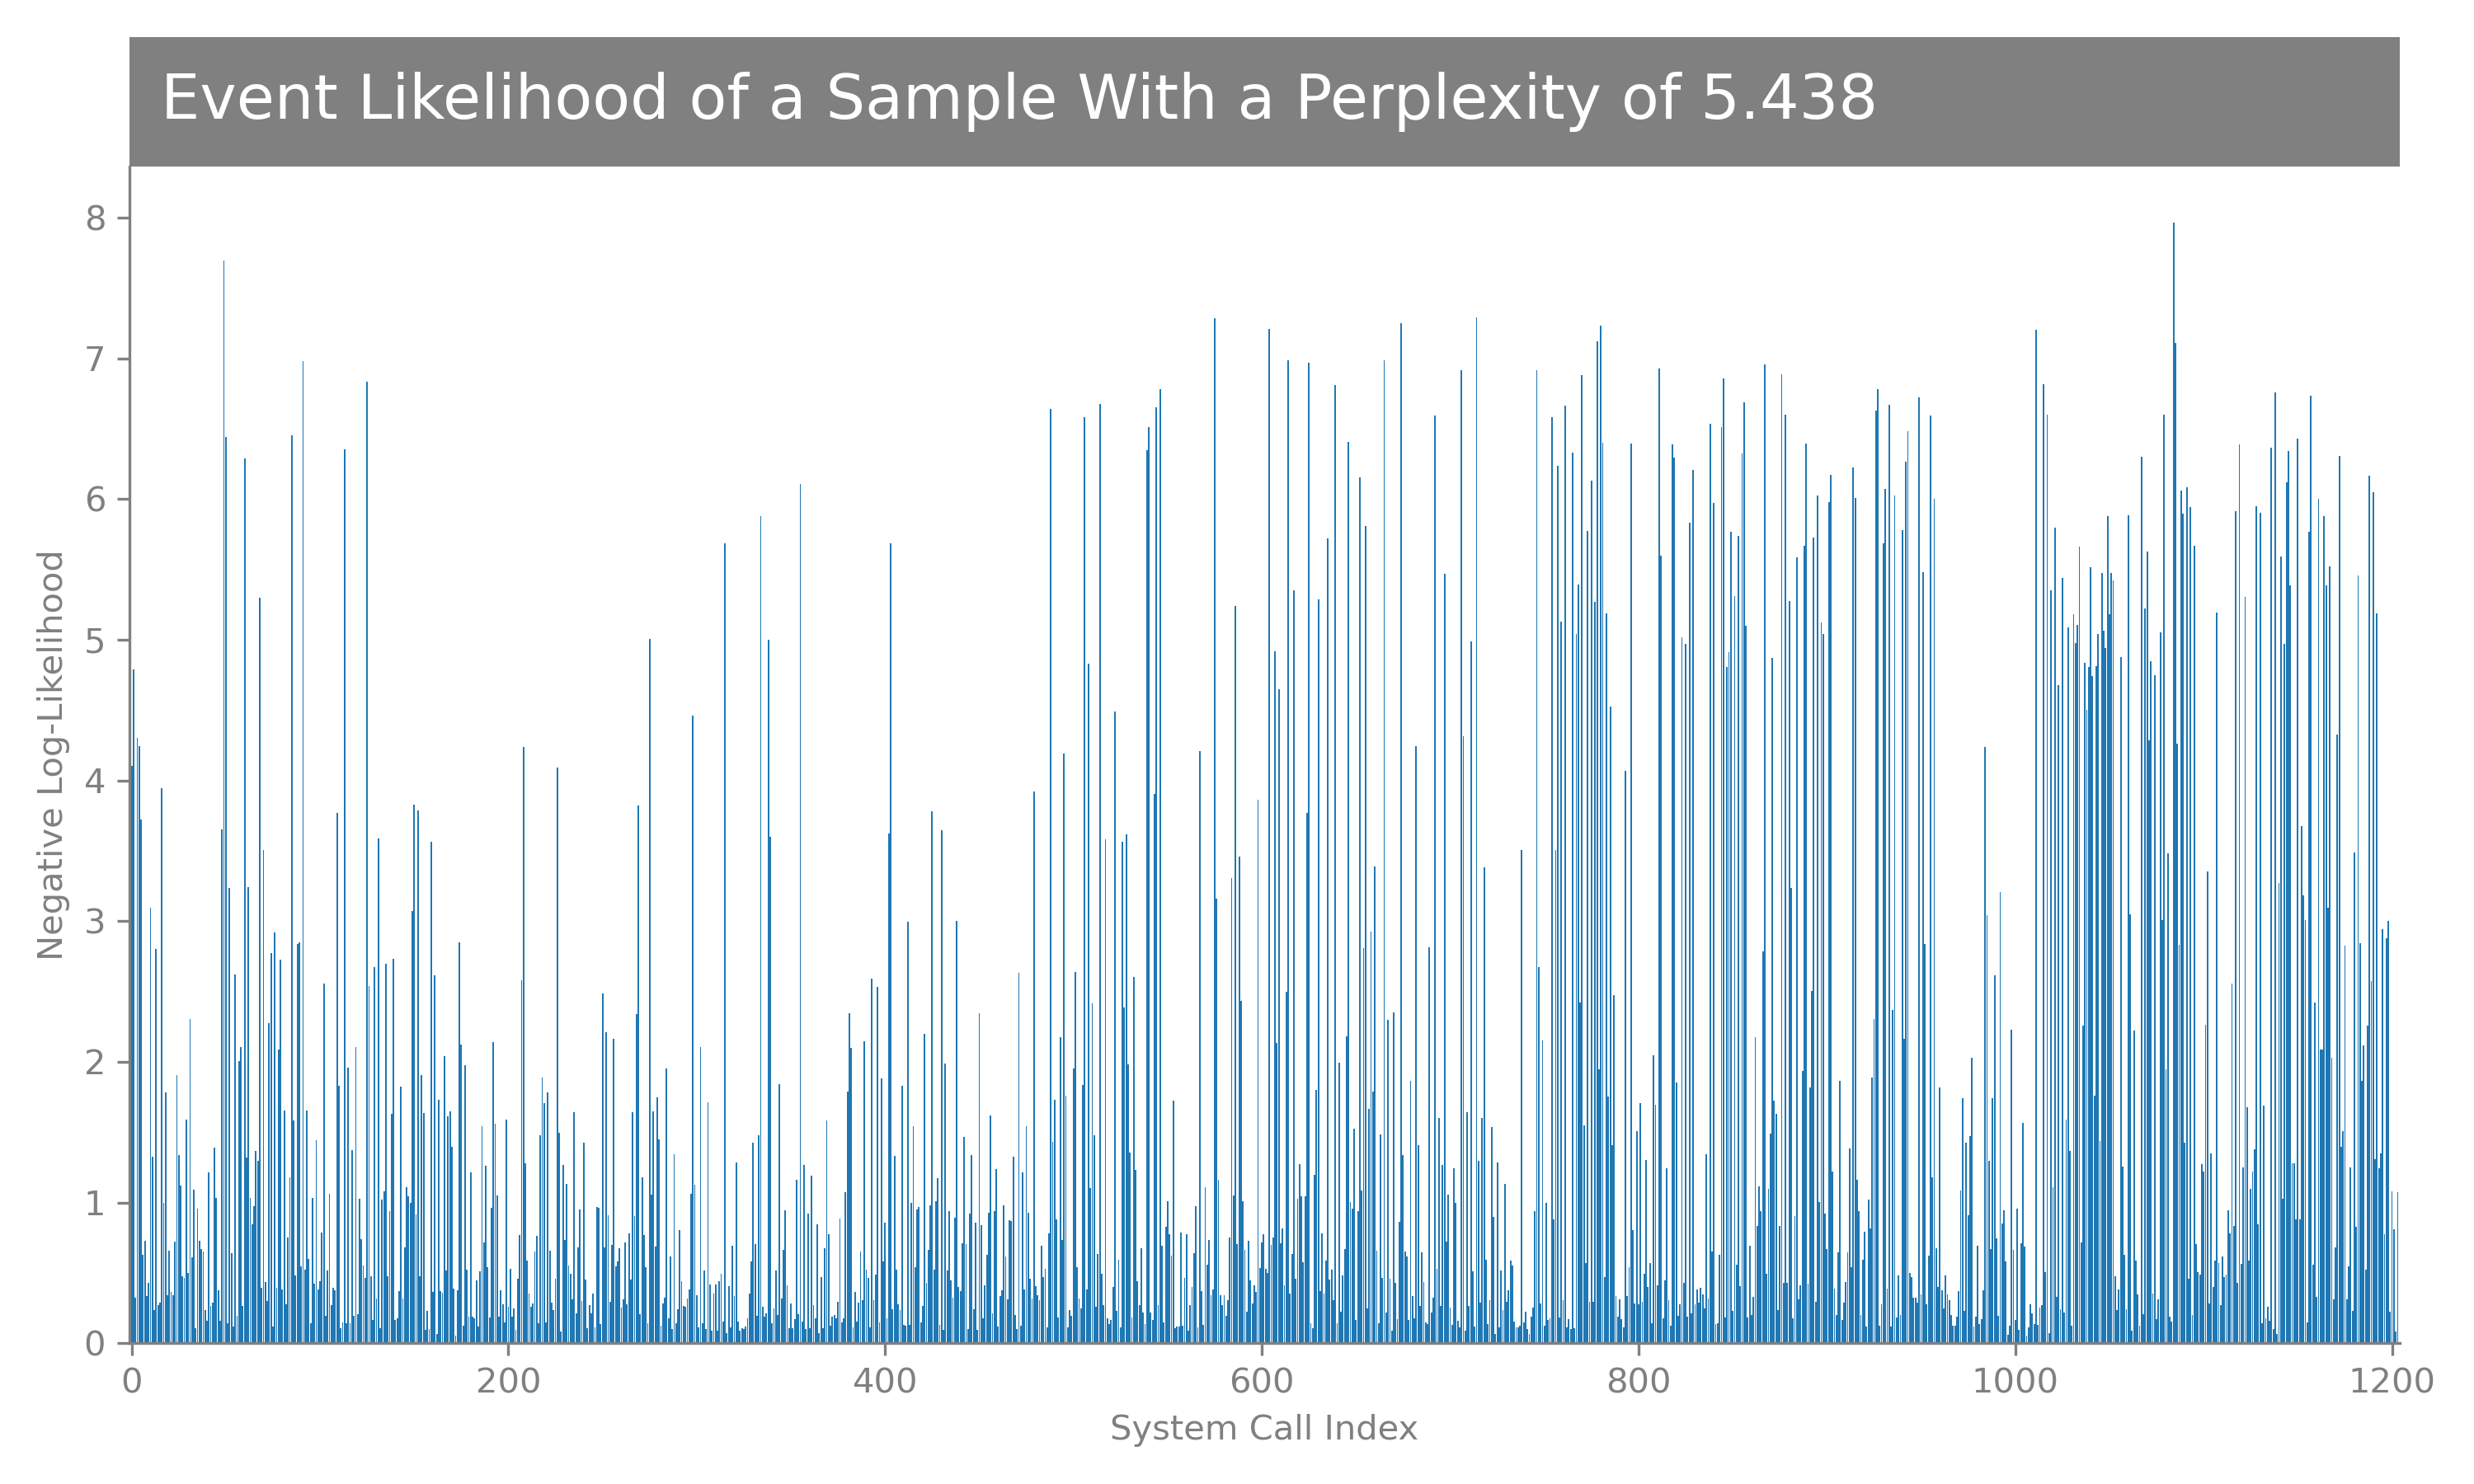 Event Likelihood of a Sample With a Perplexity of 5.438
8
7
6
5
4
3
2
1
0
Negative Log-Likelihood
0 200 400 600 800 1000 1200
System Call Index